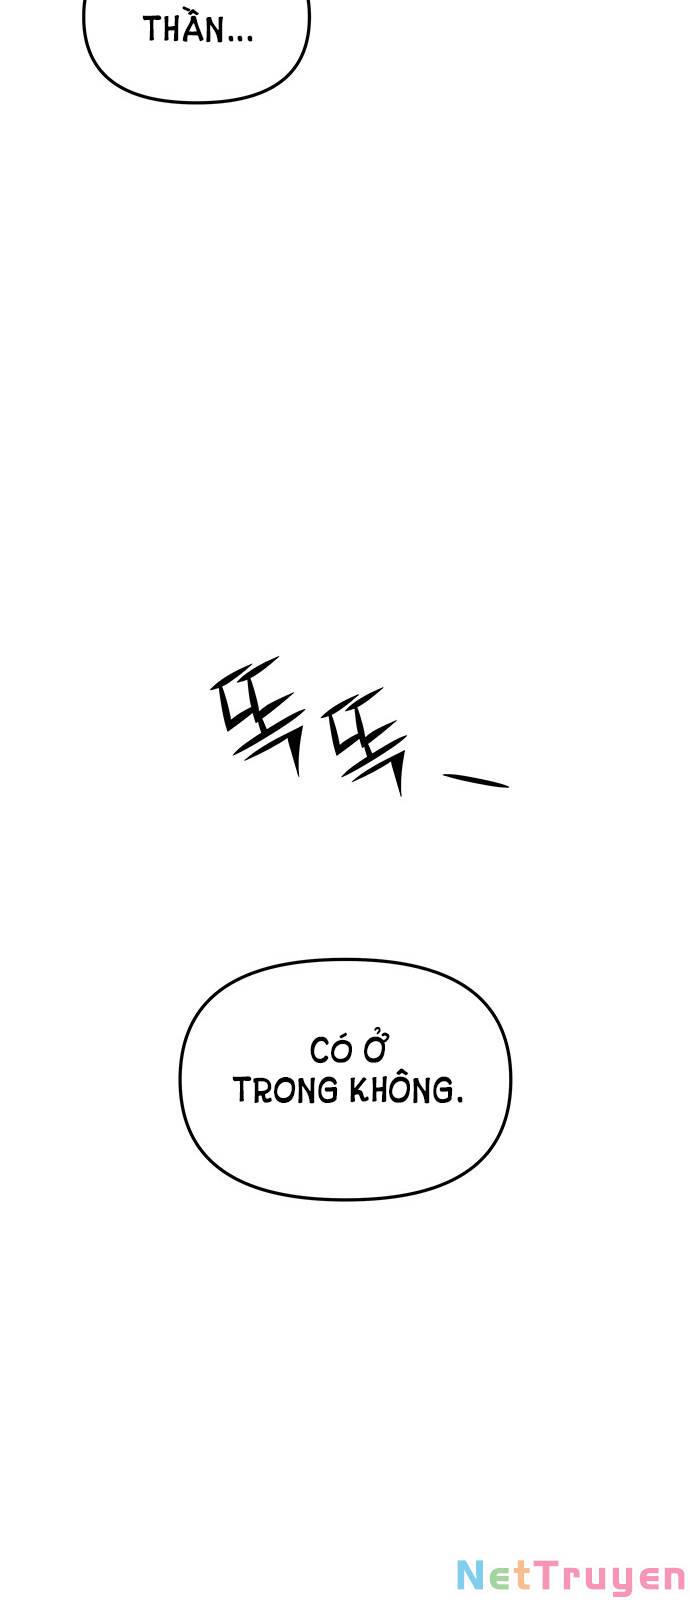 THẦN...
똑똑
CÓ Ở
TRONG KHÔNG.
NetTruyen